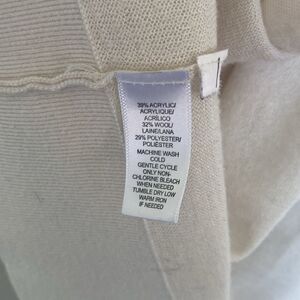 39% ACRYLIC/
ACRYLIQUE/
ACRÍLICO
32% WOOL/
LAINE/LANA
29% POLYESTER/
POLIÉSTER
MACHINE WASH
COLD
GENTLE CYCLE
ONLY NON-
CHLORINE BLEACH
WHEN NEEDED
TUMBLE DRY LOW
WARM IRON
IF NEEDED